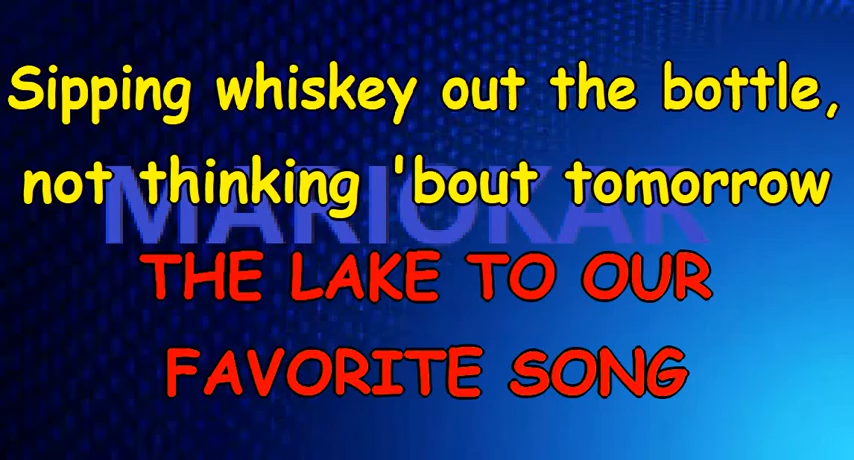 Sipping whiskey out the bottle,
not thinking 'bout tomorrow
MARIOKAR
THE LAKE TO OUR
FAVORITE SONG